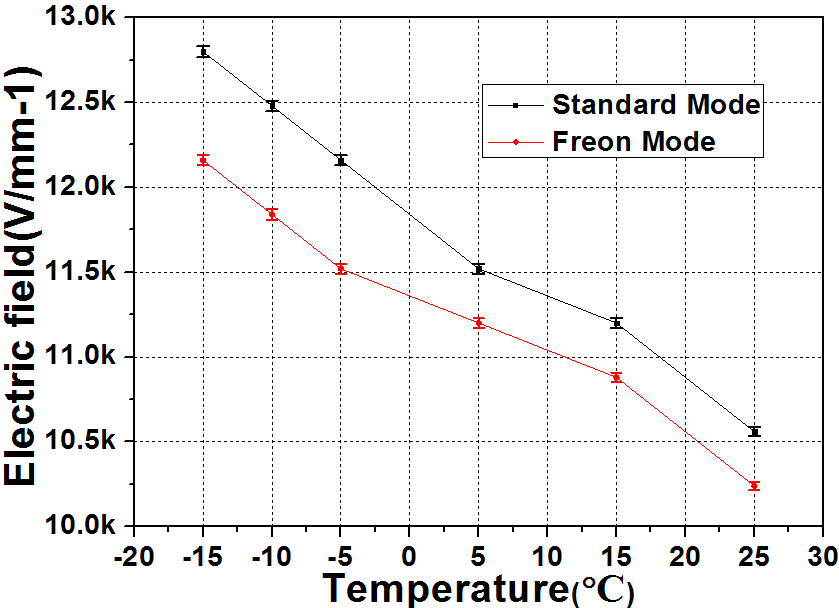 13.0k
12.5k
12.0k
11.5k
11.0k
10.5k
10.0k
Electric field(V/mm-1)
Standard Mode
Freon Mode
-20 -15 -10 -5 0 5 10 15 20 25 30
Temperature(°C)